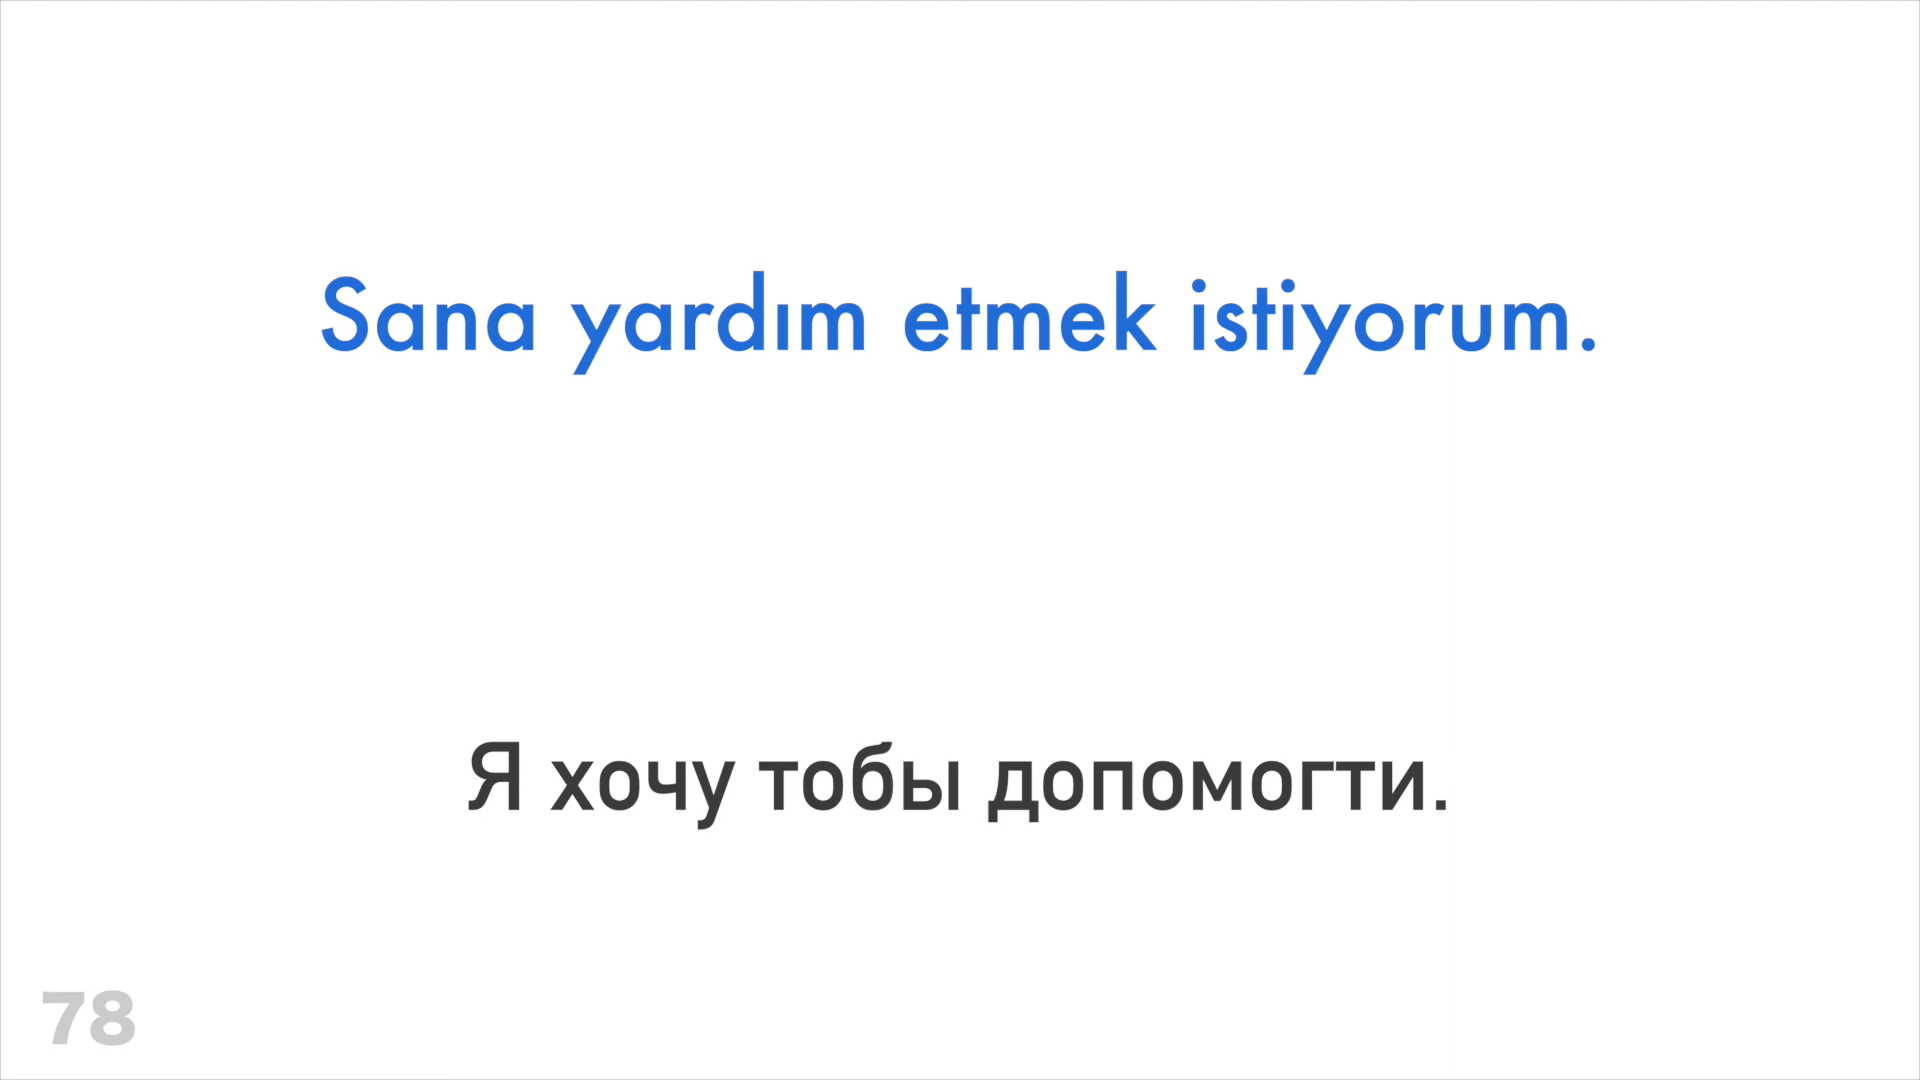 Sana yardım etmek istiyorum.
Я хочу тобы допомогти.
78